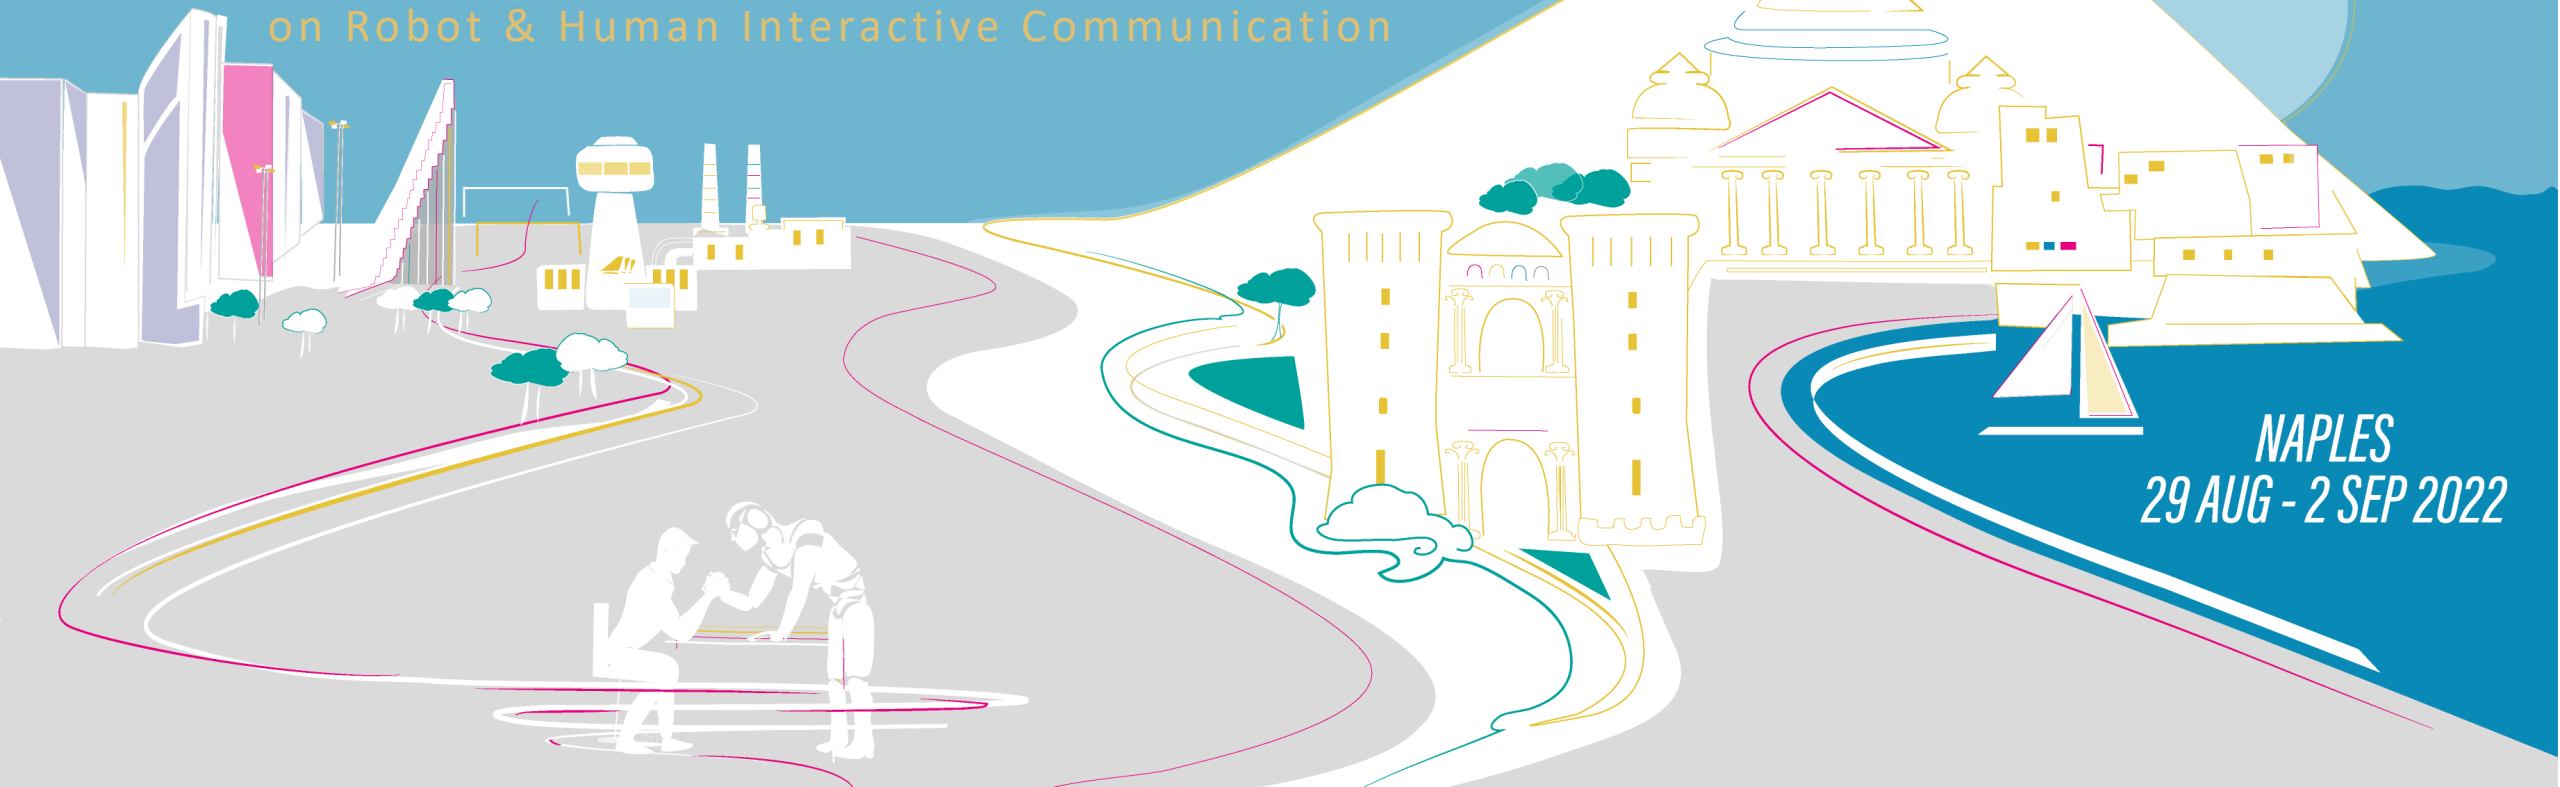 on Robot & Human Interactive Communication
NAPLES
29 AUG - 2 SEP 2022